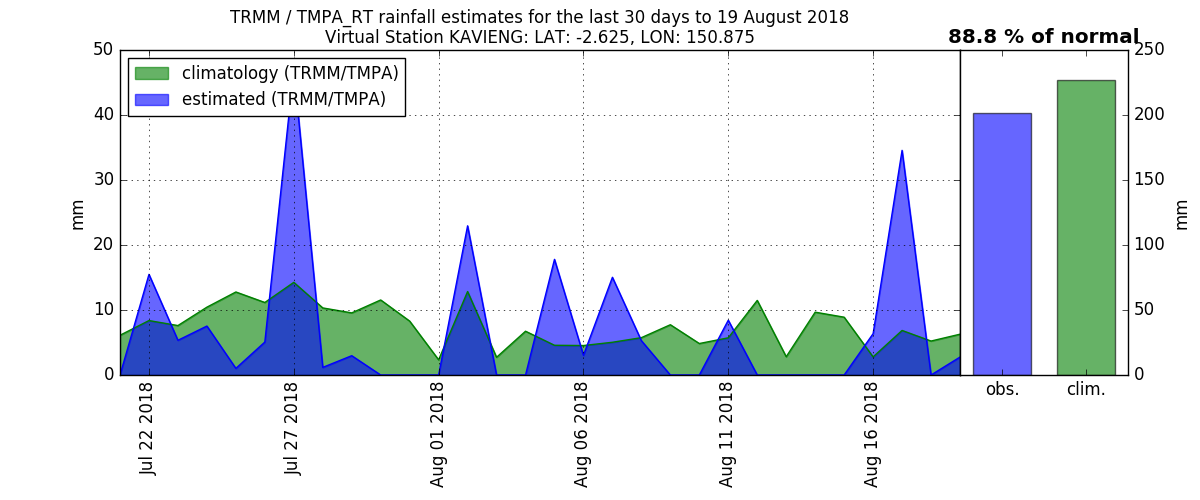 TRMM / TMPA_RT rainfall estimates for the last 30 days to 19 August 2018
Virtual Station KAVIENG: LAT: -2.625, LON: 150.875
88.8 % of normal
climatology (TRMM/TMPA)
estimated (TRMM/TMPA)
50
40
30
20
10
0
mm
Jul 22 2018
Jul 27 2018
Aug 01 2018
Aug 06 2018
Aug 11 2018
Aug 16 2018
obs.
clim.
250
200
150
100
50
0
mm